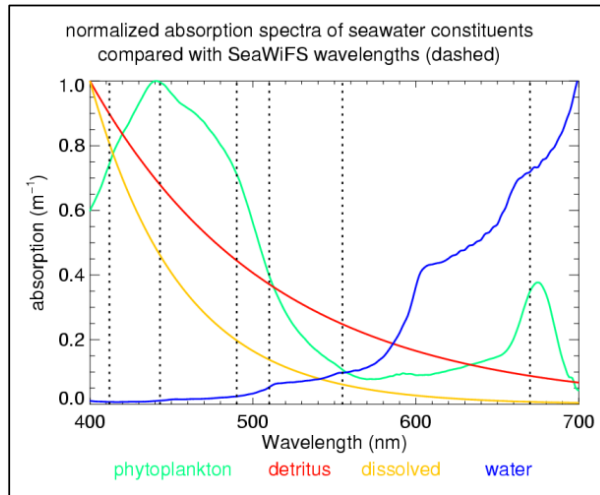 normalized absorption spectra of seawater constituents
compared with SeaWiFS wavelengths (dashed)
1.0
0.8
0.6
0.4
0.2
0.0
absorption (m⁻¹)
400 500 600 700
Wavelength (nm)
phytoplankton detritus dissolved water